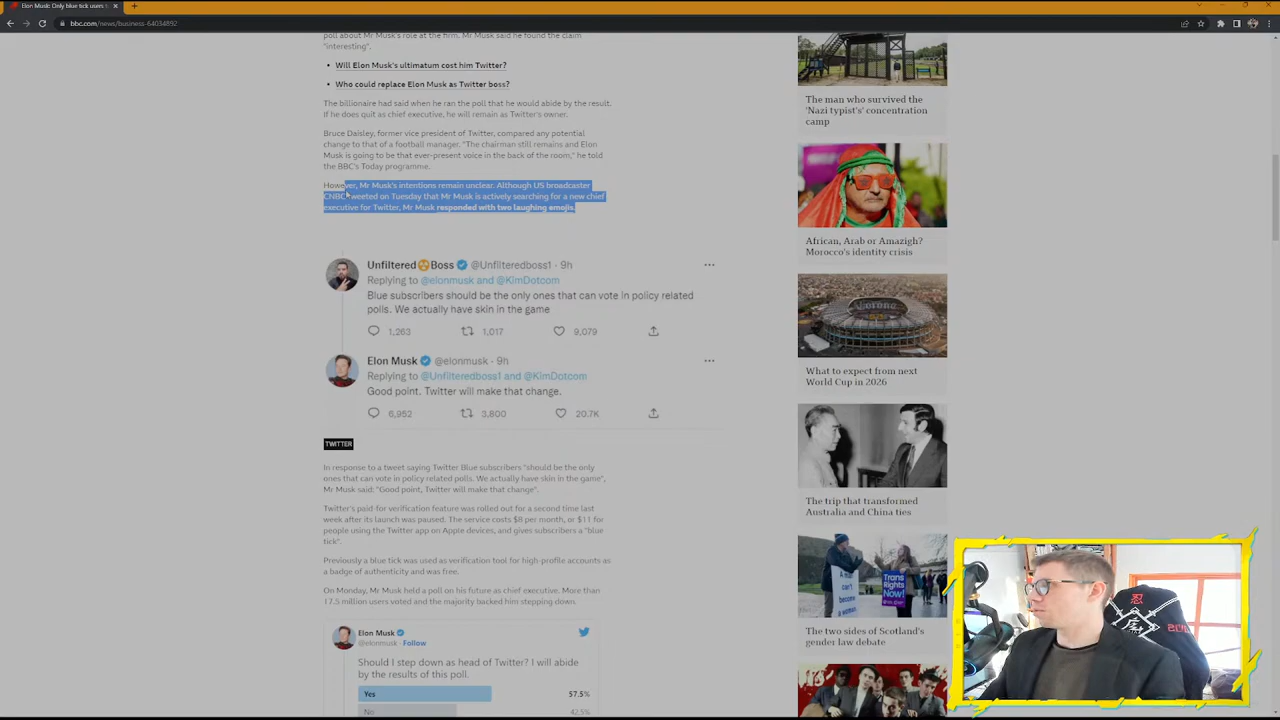 Elon Musk: Only blue tick users
bbc.com/news/business-64034892
poll about Mr Musk's role at the firm. Mr Musk said he found the claim
"interesting".
Will Elon Musk's ultimatum cost him Twitter?
Who could replace Elon Musk as Twitter boss?
The billionaire had said when he ran the poll that he would abide by the result.
If he does quit as chief executive, he will remain as Twitter's owner.
Bruce Daisley, former vice president of Twitter, compared any potential
change to that of a football manager. "The chairman still remains and Elon
Musk is going to be that ever-present voice in the back of the room," he told
the BBC's Today programme.
However, Mr Musk's intentions remain unclear. Although US broadcaster
CNBC tweeted on Tuesday that Mr Musk is actively searching for a new chief
executive for Twitter, Mr Musk responded with two laughing emojis.
Unfiltered☢Boss @Unfilteredboss1 · 9h
Replying to @elonmusk and @KimDotcom
Blue subscribers should be the only ones that can vote in policy related
polls. We actually have skin in the game
1,263 1,017 9,079
Elon Musk @elonmusk · 9h
Replying to @Unfilteredboss1 and @KimDotcom
Good point. Twitter will make that change.
6,952 3,800 20.7K
TWITTER
In response to a tweet saying Twitter Blue subscribers "should be the only
ones that can vote in policy related polls. We actually have skin in the game",
Mr Musk said: "Good point, Twitter will make that change".
Twitter's paid-for verification feature was rolled out for a second time last
week after its launch was paused. The service costs $8 per month, or $11 for
people using the Twitter app on Apple devices, and gives subscribers a "blue
tick".
Previously a blue tick was used as verification tool for high-profile accounts
as a badge of authenticity and was free.
On Monday, Mr Musk held a poll on his future as chief executive. More than
17.5 million users voted and the majority backed him stepping down.
Elon Musk
@elonmusk · Follow
Should I step down as head of Twitter? I will abide
by the results of this poll.
Yes 57.5%
No 42.5%
The man who survived the
'Nazi typist's' concentration
camp
African, Arab or Amazigh?
Morocco's identity crisis
What to expect from next
World Cup in 2026
The trip that transformed
Australia and China ties
Trans
Rights
Now!
The two sides of Scotland's
gender law debate
忍